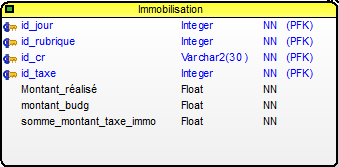 Immobilisation
id_jour Integer NN (PFK)
id_rubrique Integer NN (PFK)
id_cr Varchar2(30) NN (PFK)
id_taxe Integer NN (PFK)
Montant_réalisé Float NN
montant_budg Float NN
somme_montant_taxe_immo Float NN